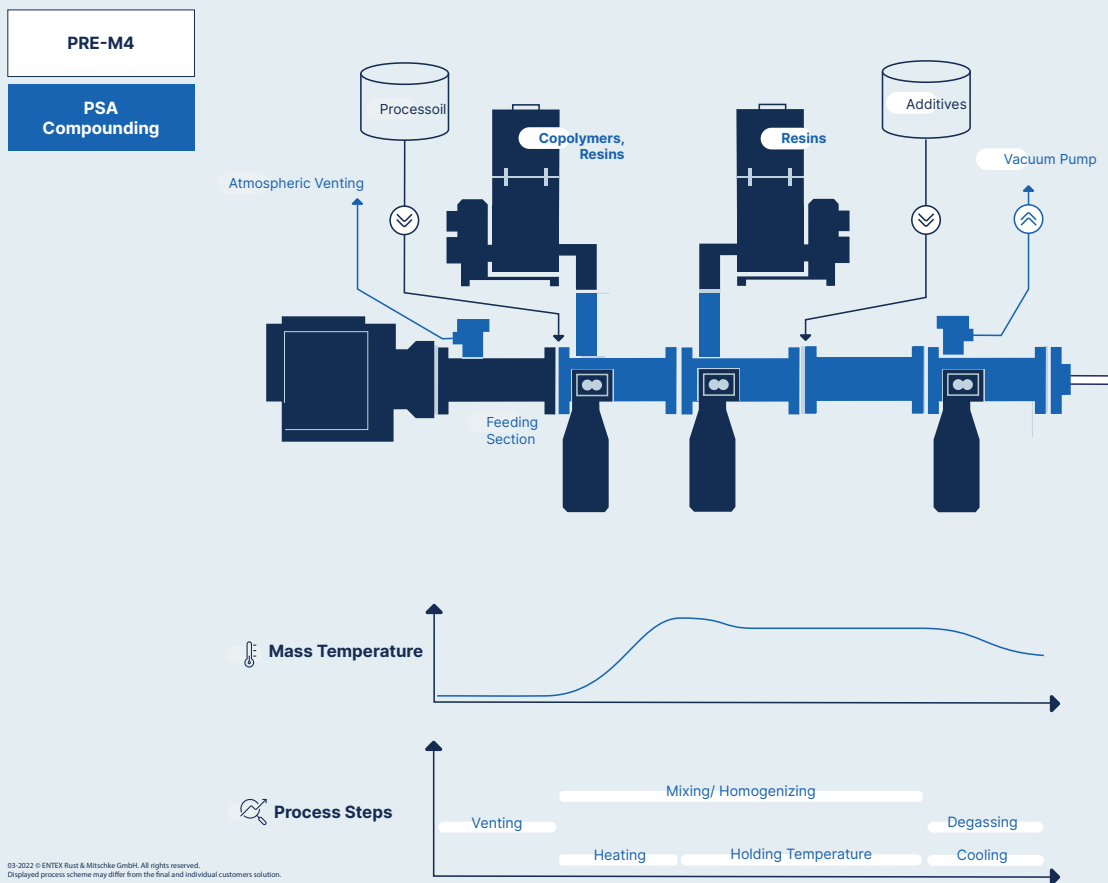 PRE-M4
PSA
Compounding
Processoil
Additives
Copolymers,
Resins
Resins
Vacuum Pump
Atmospheric Venting
Feeding
Section
Mass Temperature
Process Steps
Mixing/ Homogenizing
Venting
Degassing
Heating
Holding Temperature
Cooling
03-2022 © ENTEX Rust & Mitschke GmbH. All rights reserved.
Displayed process scheme may differ from the final and individual customers solution.